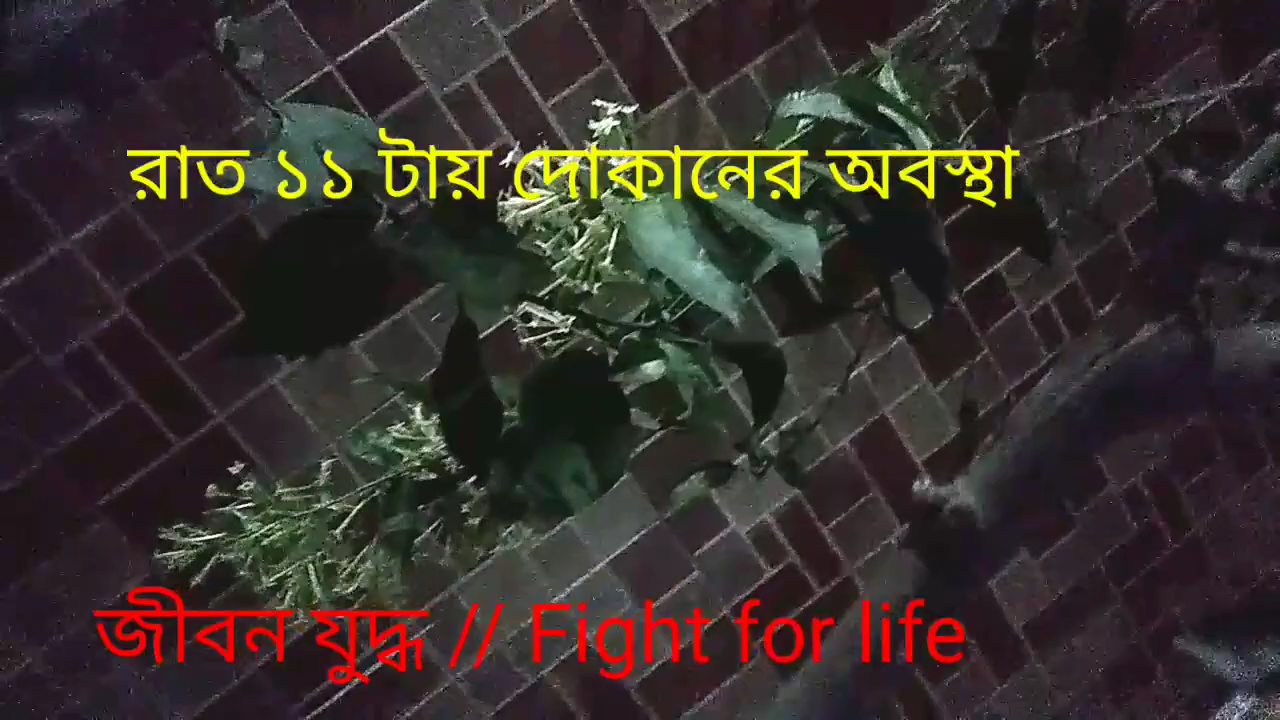 রাত ১১ টায় দোকানের অবস্থা
জীবন যুদ্ধ // Fight for life